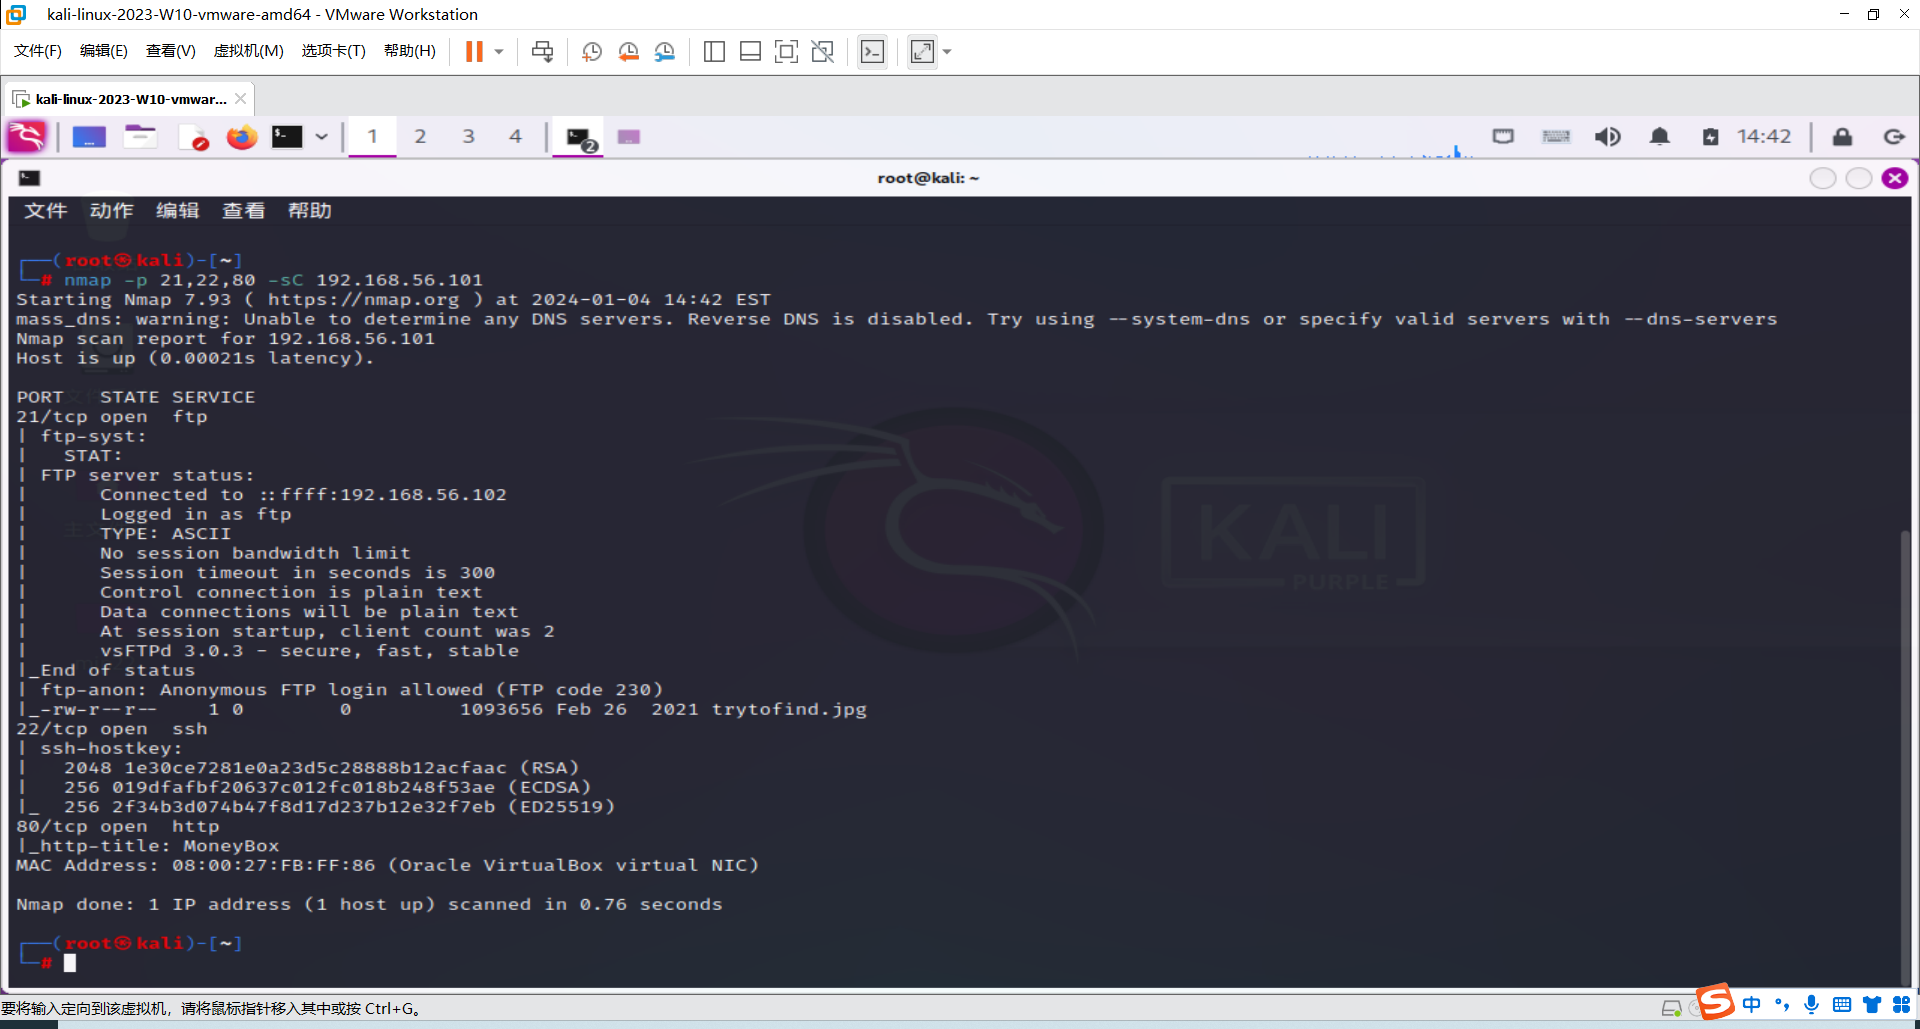 kali-linux-2023-W10-vmware-amd64 - VMware Workstation
文件(F) 编辑(E) 查看(V) 虚拟机(M) 选项卡(T) 帮助(H)
kali-linux-2023-W10-vmwar...
1 2 3 4 2 14:42
root@kali: ~
文件 动作 编辑 查看 帮助
┌──(root㉿kali)-[~]
└─# nmap -p 21,22,80 -sC 192.168.56.101
Starting Nmap 7.93 ( https://nmap.org ) at 2024-01-04 14:42 EST
mass_dns: warning: Unable to determine any DNS servers. Reverse DNS is disabled. Try using --system-dns or specify valid servers with --dns-servers
Nmap scan report for 192.168.56.101
Host is up (0.00021s latency).
PORT   STATE SERVICE
21/tcp open  ftp
| ftp-syst:
|   STAT:
| FTP server status:
|      Connected to ::ffff:192.168.56.102
|      Logged in as ftp
|      TYPE: ASCII
|      No session bandwidth limit
|      Session timeout in seconds is 300
|      Control connection is plain text
|      Data connections will be plain text
|      At session startup, client count was 2
|      vsFTPd 3.0.3 - secure, fast, stable
|_End of status
| ftp-anon: Anonymous FTP login allowed (FTP code 230)
|_-rw-r--r--    1 0        0         1093656 Feb 26  2021 trytofind.jpg
22/tcp open  ssh
| ssh-hostkey:
|   2048 1e30ce7281e0a23d5c28888b12acfaac (RSA)
|   256 019dfafbf20637c012fc018b248f53ae (ECDSA)
|_  256 2f34b3d074b47f8d17d237b12e32f7eb (ED25519)
80/tcp open  http
|_http-title: MoneyBox
MAC Address: 08:00:27:FB:FF:86 (Oracle VirtualBox virtual NIC)
Nmap done: 1 IP address (1 host up) scanned in 0.76 seconds
┌──(root㉿kali)-[~]
└─#
KALI
PURPLE
要将输入定向到该虚拟机，请将鼠标指针移入其中或按 Ctrl+G。
S 中